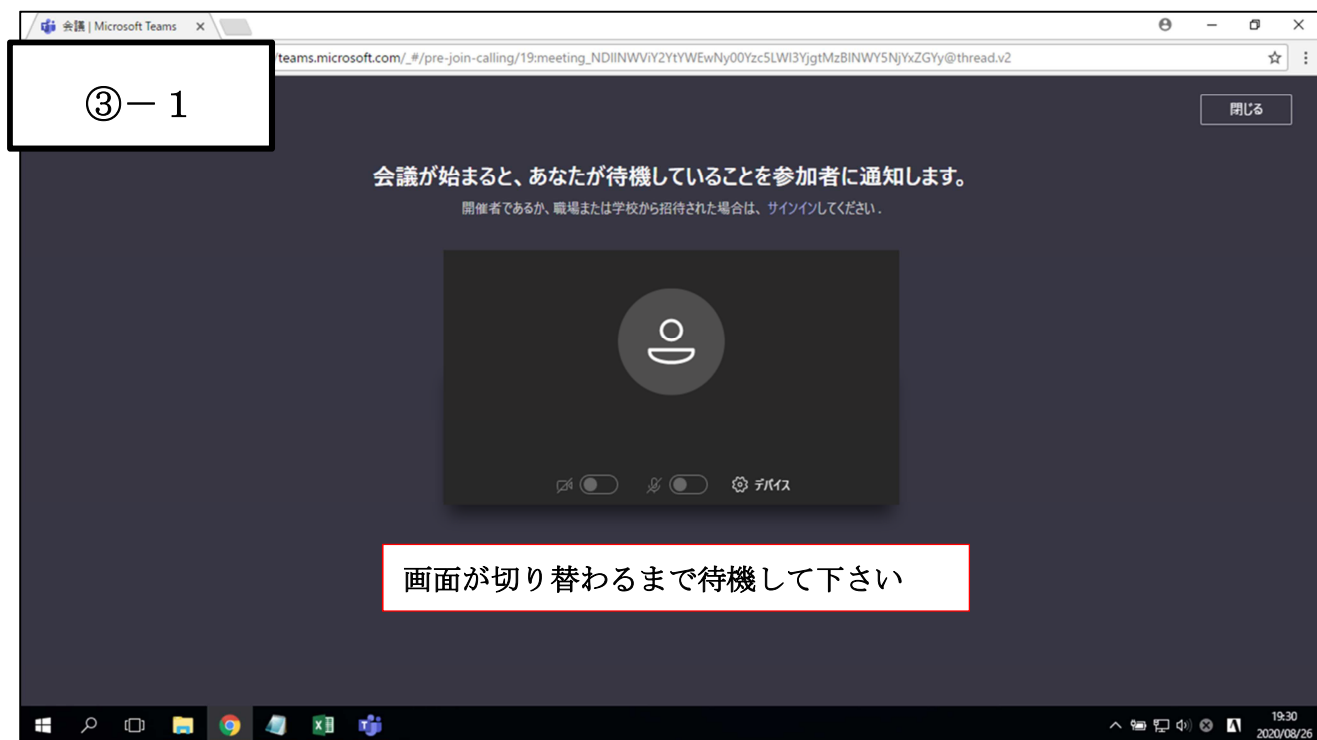 会議 | Microsoft Teams
③－１
/teams.microsoft.com/_#/pre-join-calling/19:meeting_NDIINWViY2YtYWEwNy00Yzc5LWI3YjgtMzBINWY5NjYxZGYy@thread.v2
閉じる
会議が始まると、あなたが待機していることを参加者に通知します。
開催者であるか、職場または学校から招待された場合は、サインインしてください.
デバイス
画面が切り替わるまで待機して下さい
19:30
2020/08/26